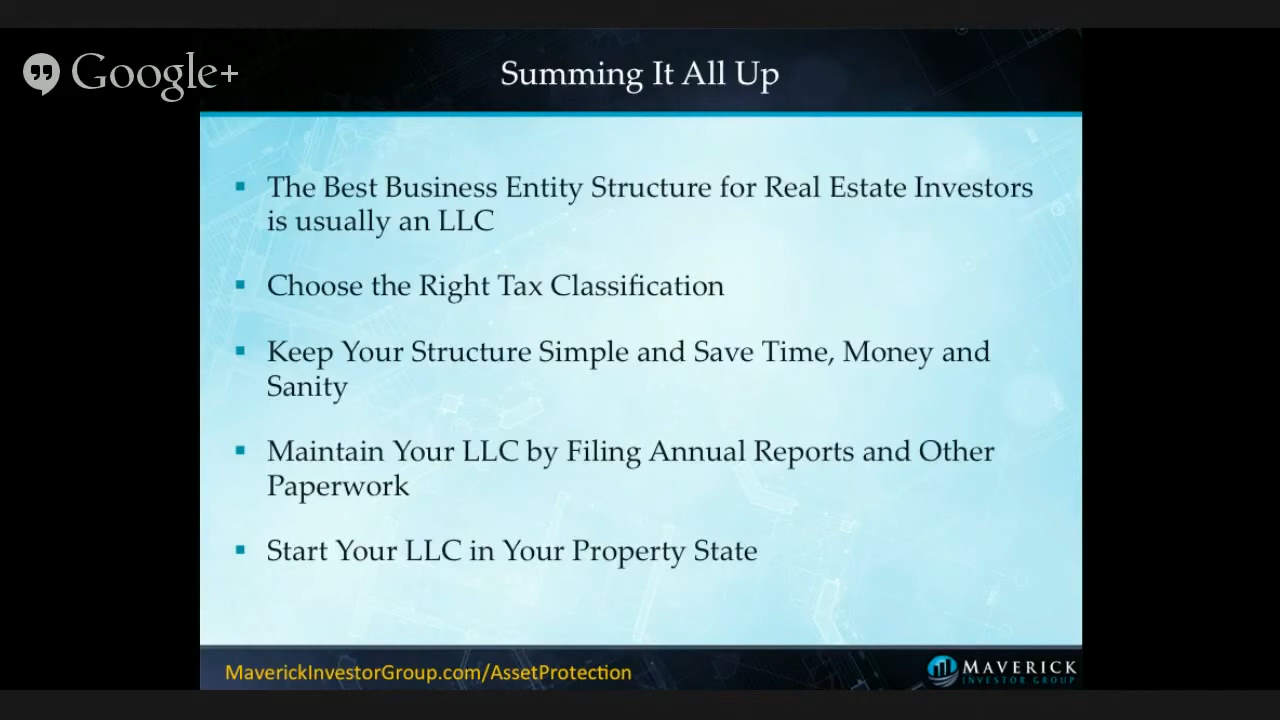 Google+
Summing It All Up
The Best Business Entity Structure for Real Estate Investors
is usually an LLC
Choose the Right Tax Classification
Keep Your Structure Simple and Save Time, Money and
Sanity
Maintain Your LLC by Filing Annual Reports and Other
Paperwork
Start Your LLC in Your Property State
MaverickInvestorGroup.com/AssetProtection
MAVERICK
INVESTOR GROUP